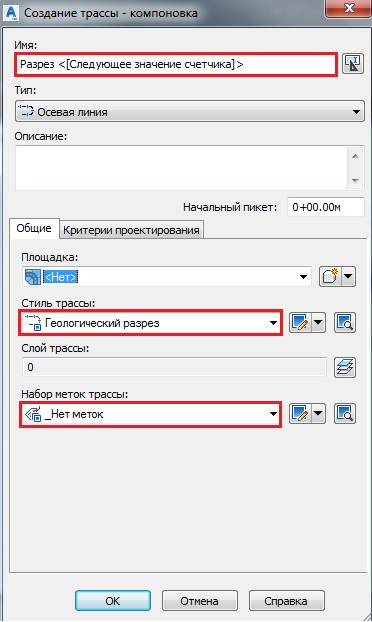 Создание трассы - компоновка
Имя:
Разрез <[Следующее значение счетчика]>
Тип:
Осевая линия
Описание:
Начальный пикет: 0+00.00м
Общие Критерии проектирования
Площадка:
<Нет>
Стиль трассы:
Геологический разрез
Слой трассы:
0
Набор меток трассы:
_Нет меток
ОК Отмена Справка